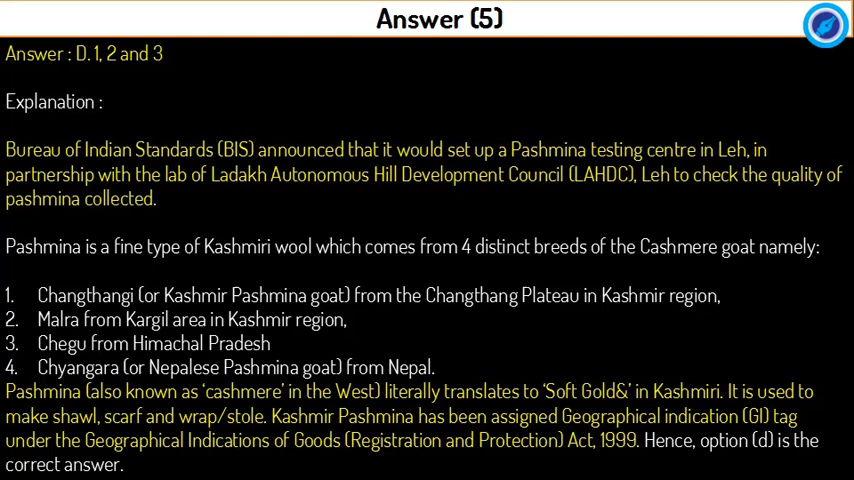 Answer (5)
Answer : D. 1, 2 and 3
Explanation :
Bureau of Indian Standards (BIS) announced that it would set up a Pashmina testing centre in Leh, in
partnership with the lab of Ladakh Autonomous Hill Development Council (LAHDC), Leh to check the quality of
pashmina collected.
Pashmina is a fine type of Kashmiri wool which comes from 4 distinct breeds of the Cashmere goat namely:
1. Changthangi (or Kashmir Pashmina goat) from the Changthang Plateau in Kashmir region,
2. Malra from Kargil area in Kashmir region,
3. Chegu from Himachal Pradesh
4. Chyangara (or Nepalese Pashmina goat) from Nepal.
Pashmina (also known as ‘cashmere’ in the West) literally translates to ‘Soft Gold&’ in Kashmiri. It is used to
make shawl, scarf and wrap/stole. Kashmir Pashmina has been assigned Geographical indication (GI) tag
under the Geographical Indications of Goods (Registration and Protection) Act, 1999. Hence, option (d) is the
correct answer.